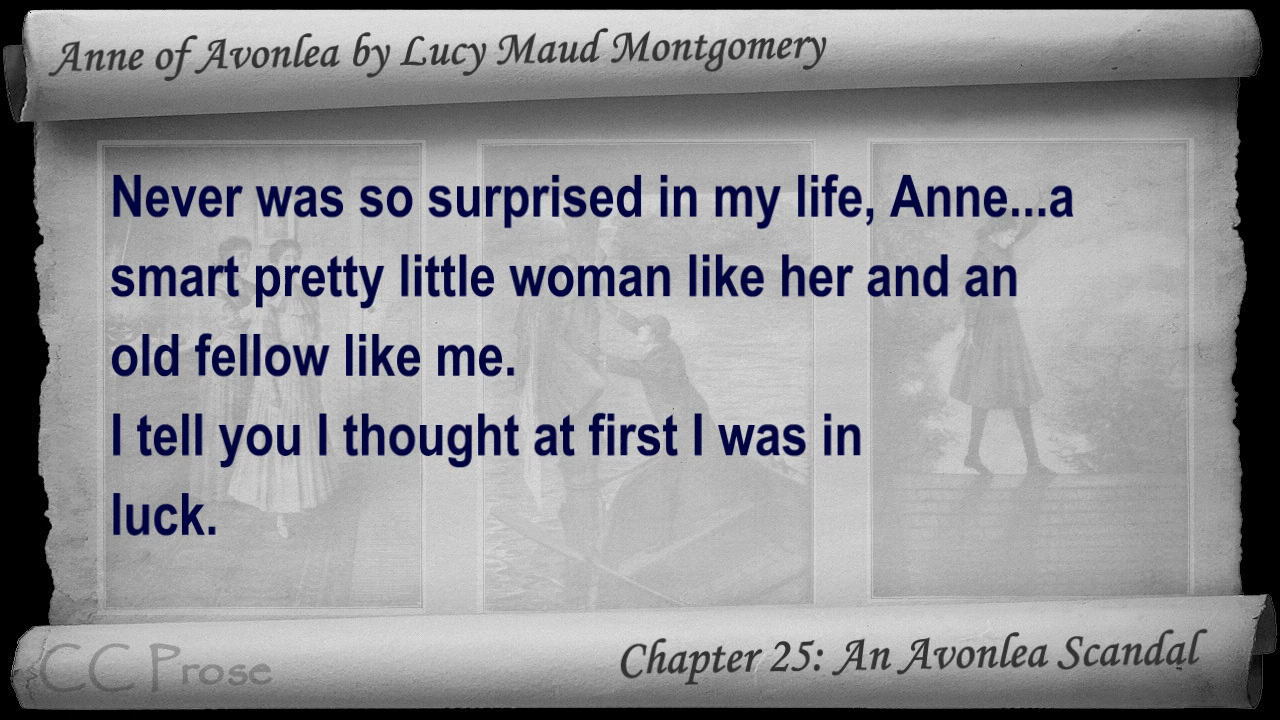 Anne of Avonlea by Lucy Maud Montgomery
Never was so surprised in my life, Anne...a
smart pretty little woman like her and an
old fellow like me.
I tell you I thought at first I was in
luck.
CC Prose
Chapter 25: An Avonlea Scandal